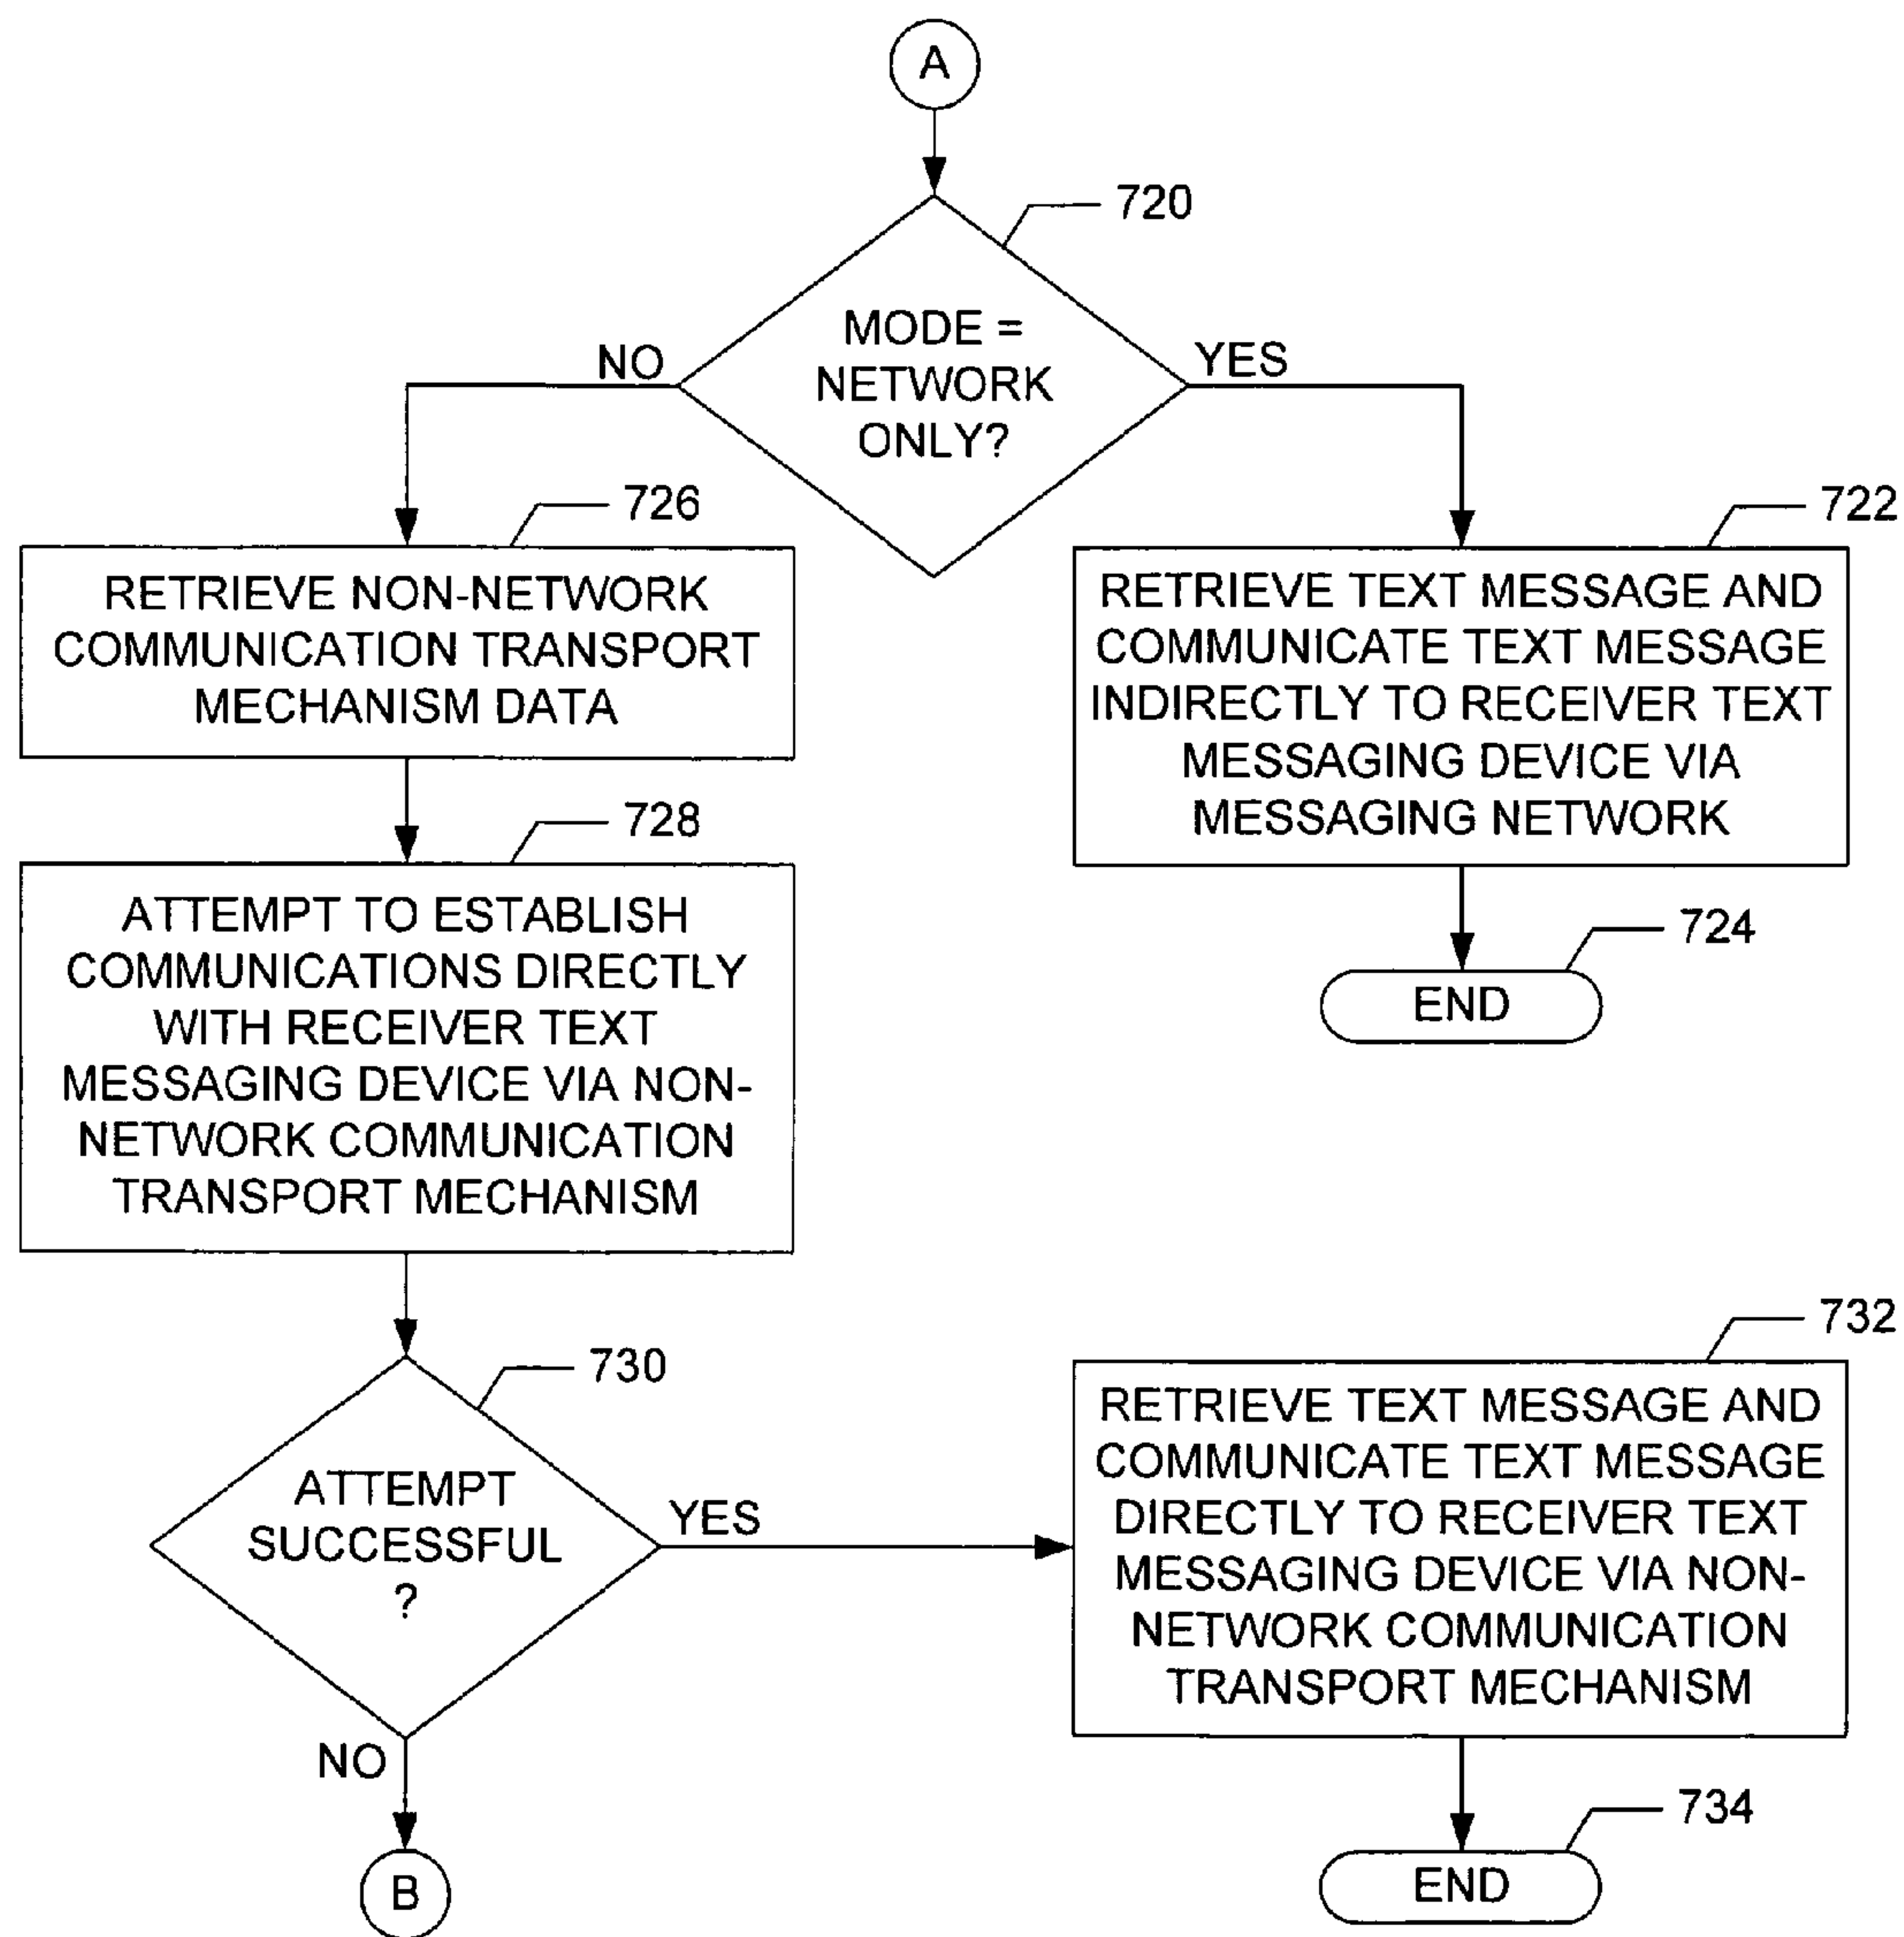 A
720
MODE =
NETWORK
ONLY?
NO
YES
726
RETRIEVE NON-NETWORK
COMMUNICATION TRANSPORT
MECHANISM DATA
722
RETRIEVE TEXT MESSAGE AND
COMMUNICATE TEXT MESSAGE
INDIRECTLY TO RECEIVER TEXT
MESSAGING DEVICE VIA
MESSAGING NETWORK
728
ATTEMPT TO ESTABLISH
COMMUNICATIONS DIRECTLY
WITH RECEIVER TEXT
MESSAGING DEVICE VIA NON-
NETWORK COMMUNICATION
TRANSPORT MECHANISM
724
END
730
ATTEMPT
SUCCESSFUL
?
YES
732
RETRIEVE TEXT MESSAGE AND
COMMUNICATE TEXT MESSAGE
DIRECTLY TO RECEIVER TEXT
MESSAGING DEVICE VIA NON-
NETWORK COMMUNICATION
TRANSPORT MECHANISM
NO
B
734
END